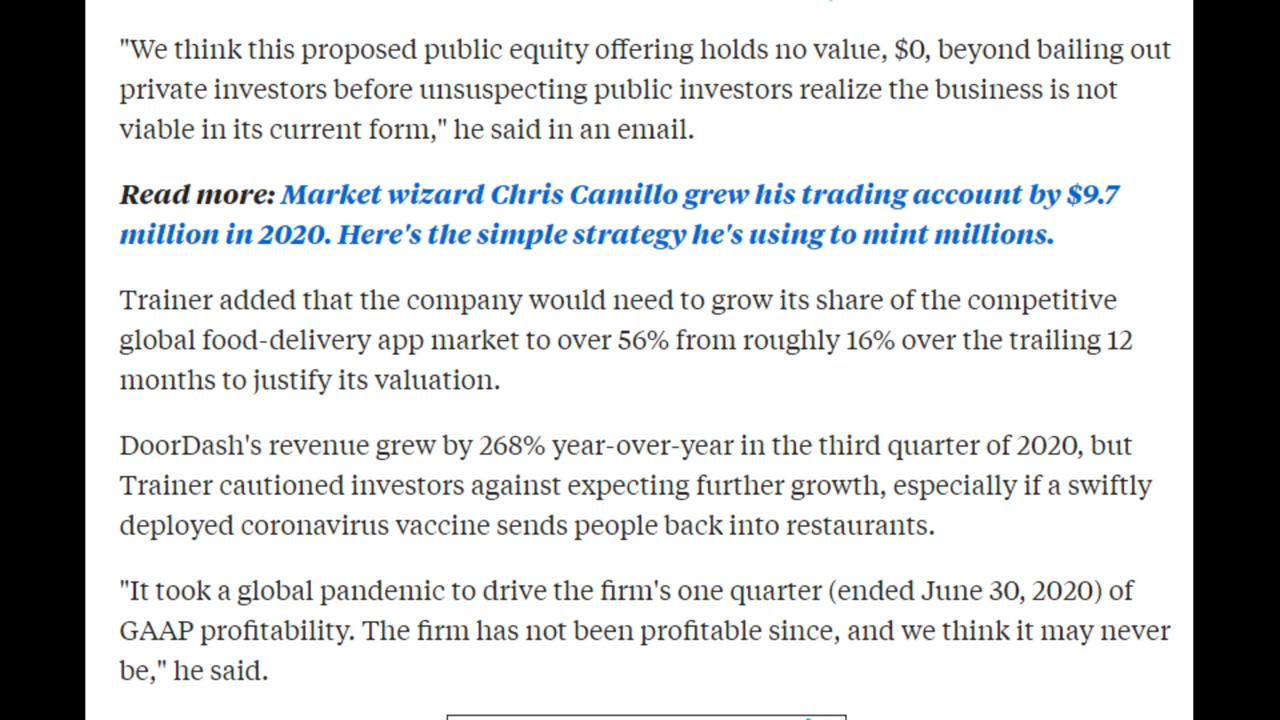 "We think this proposed public equity offering holds no value, $0, beyond bailing out
private investors before unsuspecting public investors realize the business is not
viable in its current form," he said in an email.
Read more: Market wizard Chris Camillo grew his trading account by $9.7
million in 2020. Here's the simple strategy he's using to mint millions.
Trainer added that the company would need to grow its share of the competitive
global food-delivery app market to over 56% from roughly 16% over the trailing 12
months to justify its valuation.
DoorDash's revenue grew by 268% year-over-year in the third quarter of 2020, but
Trainer cautioned investors against expecting further growth, especially if a swiftly
deployed coronavirus vaccine sends people back into restaurants.
"It took a global pandemic to drive the firm's one quarter (ended June 30, 2020) of
GAAP profitability. The firm has not been profitable since, and we think it may never
be," he said.